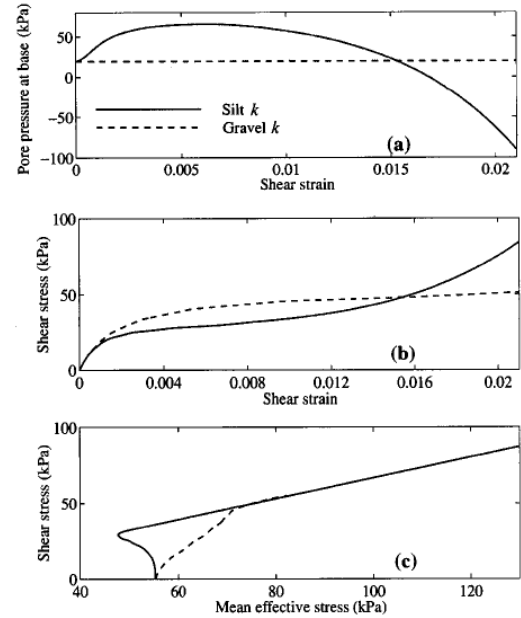 Pore pressure at base (kPa)
50
0
−50
−100
Silt k
Gravel k
(a)
0
0.005
0.01
0.015
0.02
Shear strain
Shear stress (kPa)
100
50
0
(b)
0
0.004
0.008
0.012
0.016
0.02
Shear strain
Shear stress (kPa)
100
50
0
(c)
40
60
80
100
120
Mean effective stress (kPa)